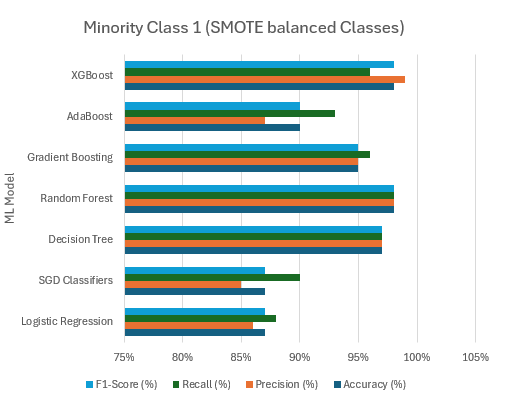 Minority Class 1 (SMOTE balanced Classes)
XGBoost
AdaBoost
Gradient Boosting
Random Forest
Decision Tree
SGD Classifiers
Logistic Regression
ML Model
75% 80% 85% 90% 95% 100% 105%
F1-Score (%) Recall (%) Precision (%) Accuracy (%)